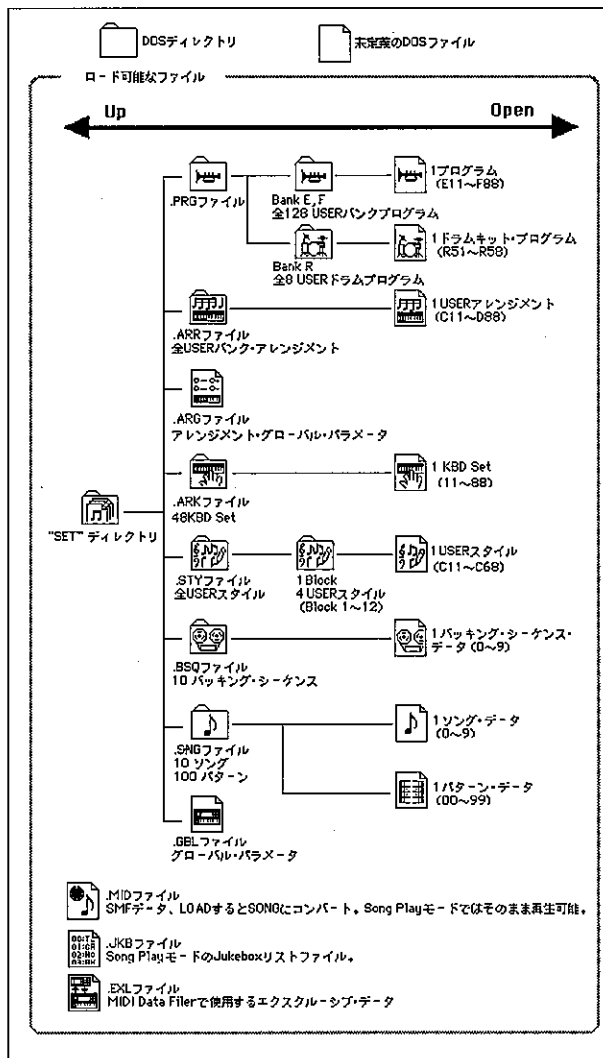 DOSディレクトリ
未定義のDOSファイル
ロード可能なファイル
Up
Open
.PRGファイル
Bank E,F
全128 USERバンクプログラム
1プログラム
(E11～F88)
Bank R
全8 USERドラムプログラム
1ドラムキット・プログラム
(R51～R58)
.ARRファイル
全USERバンク・アレンジメント
1USERアレンジメント
(C11～D88)
.ARGファイル
アレンジメント・グローバル・パラメータ
.ARKファイル
48KBD Set
1 KBD Set
(11～88)
"SET" ディレクトリ
.STYファイル
全USERスタイル
1 Block
4 USERスタイル
(Block 1～12)
1USERスタイル
(C11～C68)
.BSQファイル
10 バッキング・シーケンス
1バッキング・シーケンス・
データ (0～9)
.SNGファイル
10 ソング
100 パターン
1ソング・データ
(0～9)
1パターン・データ
(00～99)
.GBLファイル
グローバル・パラメータ
.MIDファイル
SMFデータ、LOADするとSONGにコンバート。Song Playモードではそのまま再生可能。
.JKBファイル
Song PlayモードのJukeboxリストファイル。
.EXLファイル
MIDI Data Filerで使用するエクスクルーシブ・データ